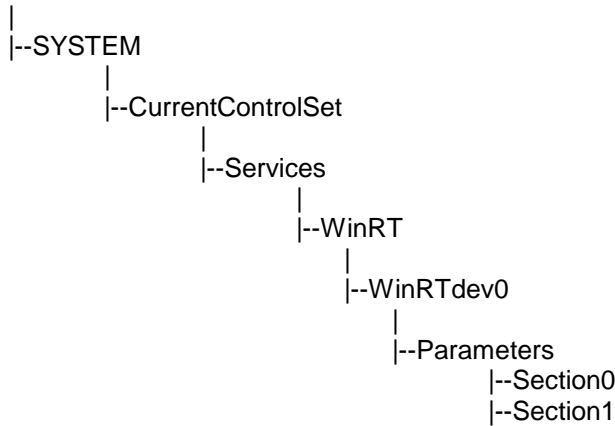 |
|--SYSTEM
|
|--CurrentControlSet
|
|--Services
|
|--WinRT
|
|--WinRTdev0
|
|--Parameters
|--Section0
|--Section1